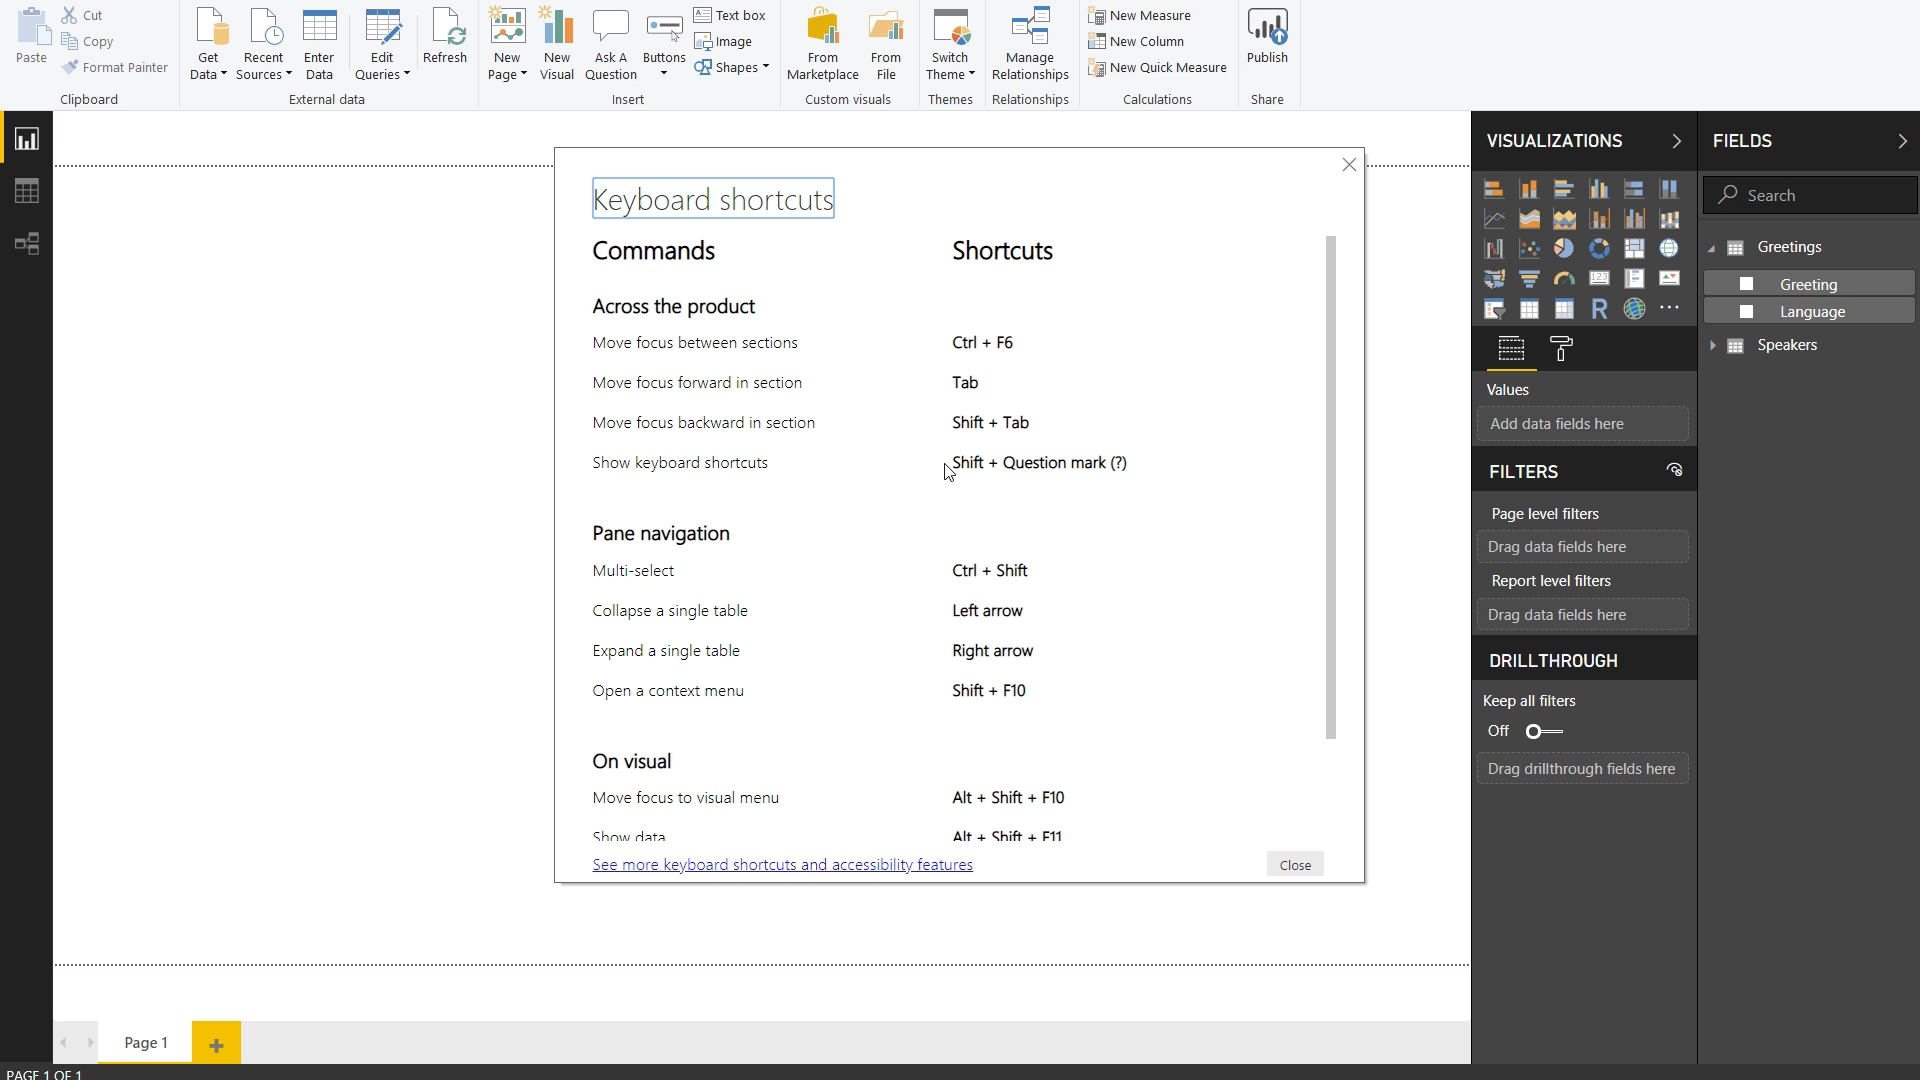 Paste
Cut
Copy
Format Painter
Clipboard
Get Data
Recent Sources
Enter Data
Edit Queries
Refresh
External data
New Page
New Visual
Ask A Question
Buttons
Text box
Image
Shapes
Insert
From Marketplace
From File
Custom visuals
Switch Theme
Themes
Manage Relationships
Relationships
New Measure
New Column
New Quick Measure
Calculations
Publish
Share
Keyboard shortcuts
Commands Shortcuts
Across the product
Move focus between sections Ctrl + F6
Move focus forward in section Tab
Move focus backward in section Shift + Tab
Show keyboard shortcuts Shift + Question mark (?)
Pane navigation
Multi-select Ctrl + Shift
Collapse a single table Left arrow
Expand a single table Right arrow
Open a context menu Shift + F10
On visual
Move focus to visual menu Alt + Shift + F10
Show data Alt + Shift + F11
See more keyboard shortcuts and accessibility features
Close
VISUALIZATIONS
123
R
Values
Add data fields here
FILTERS
Page level filters
Drag data fields here
Report level filters
Drag data fields here
DRILLTHROUGH
Keep all filters
Off
Drag drillthrough fields here
FIELDS
Search
Greetings
Greeting
Language
Speakers
Page 1
PAGE 1 OF 1